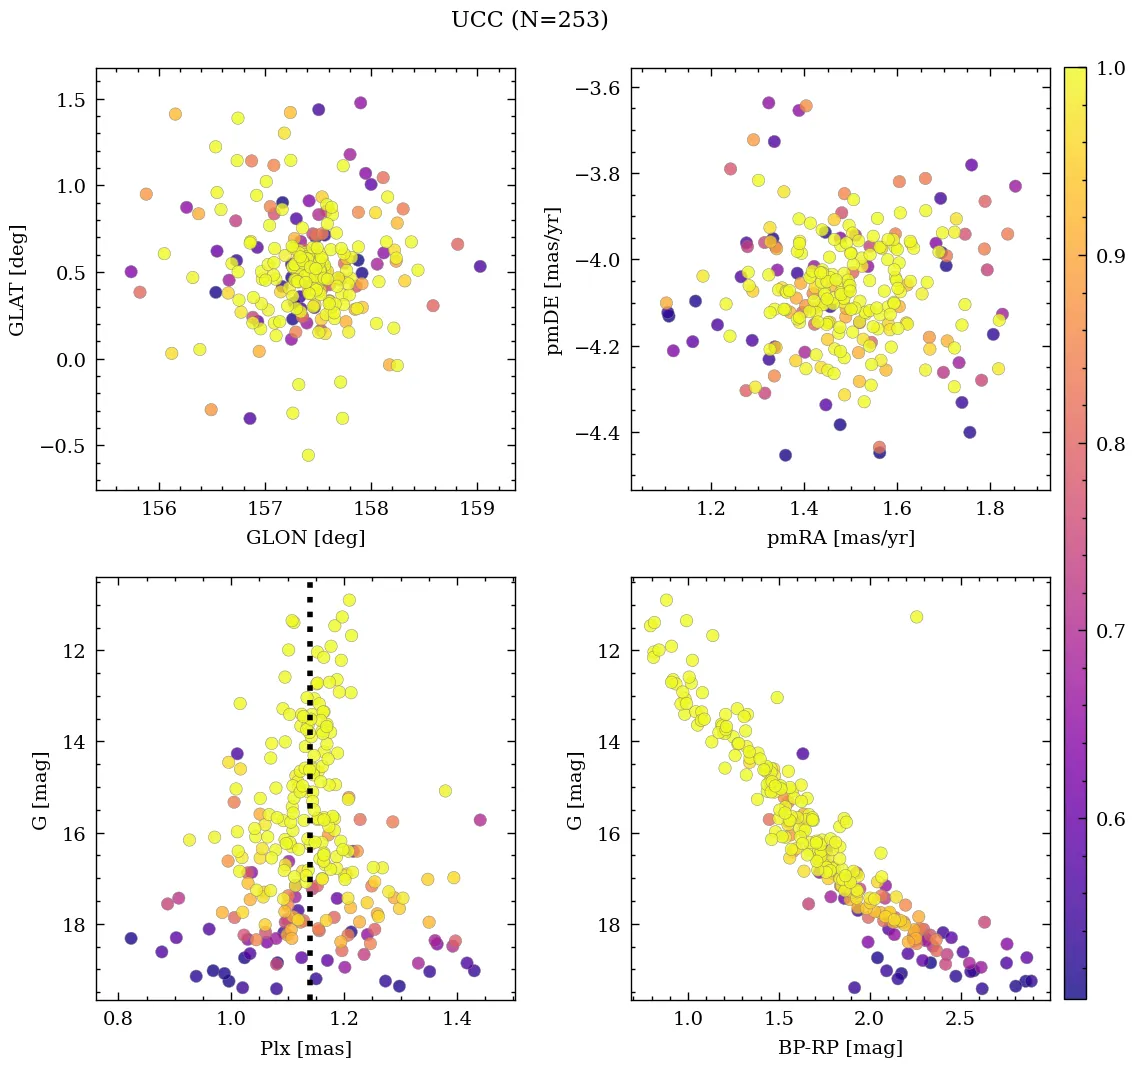 UCC (N=253)
1.5
1.0
0.5
0.0
−0.5
GLAT [deg]
156 157 158 159
GLON [deg]
−3.6
−3.8
−4.0
−4.2
−4.4
pmDE [mas/yr]
1.2 1.4 1.6 1.8
pmRA [mas/yr]
12
14
16
18
G [mag]
0.8 1.0 1.2 1.4
Plx [mas]
12
14
16
18
G [mag]
1.0 1.5 2.0 2.5
BP-RP [mag]
1.0
0.9
0.8
0.7
0.6